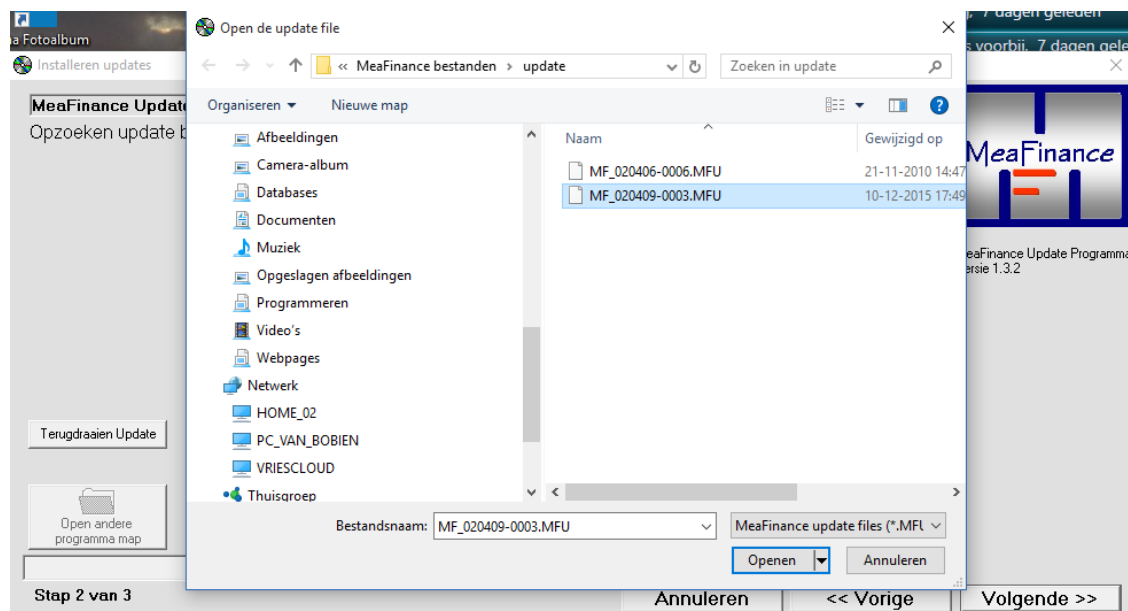 , 7 dagen geleden
Fotoalbum
s voorbij, 7 dagen gele
Open de update file
Installeren updates
« MeaFinance bestanden › update
Zoeken in update
Organiseren
Nieuwe map
MeaFinance Update
Opzoeken update b
Afbeeldingen
Camera-album
Databases
Documenten
Muziek
Opgeslagen afbeeldingen
Programmeren
Video's
Webpages
Netwerk
HOME_02
PC_VAN_BOBIEN
VRIESCLOUD
Thuisgroep
Naam Gewijzigd op
MF_020406-0006.MFU 21-11-2010 14:47
MF_020409-0003.MFU 10-12-2015 17:49
MeaFinance
eaFinance Update Programma
ersie 1.3.2
Terugdraaien Update
Open andere
programma map
Bestandsnaam: MF_020409-0003.MFU
MeaFinance update files (*.MFU
Openen
Annuleren
Stap 2 van 3
Annuleren
<< Vorige
Volgende >>